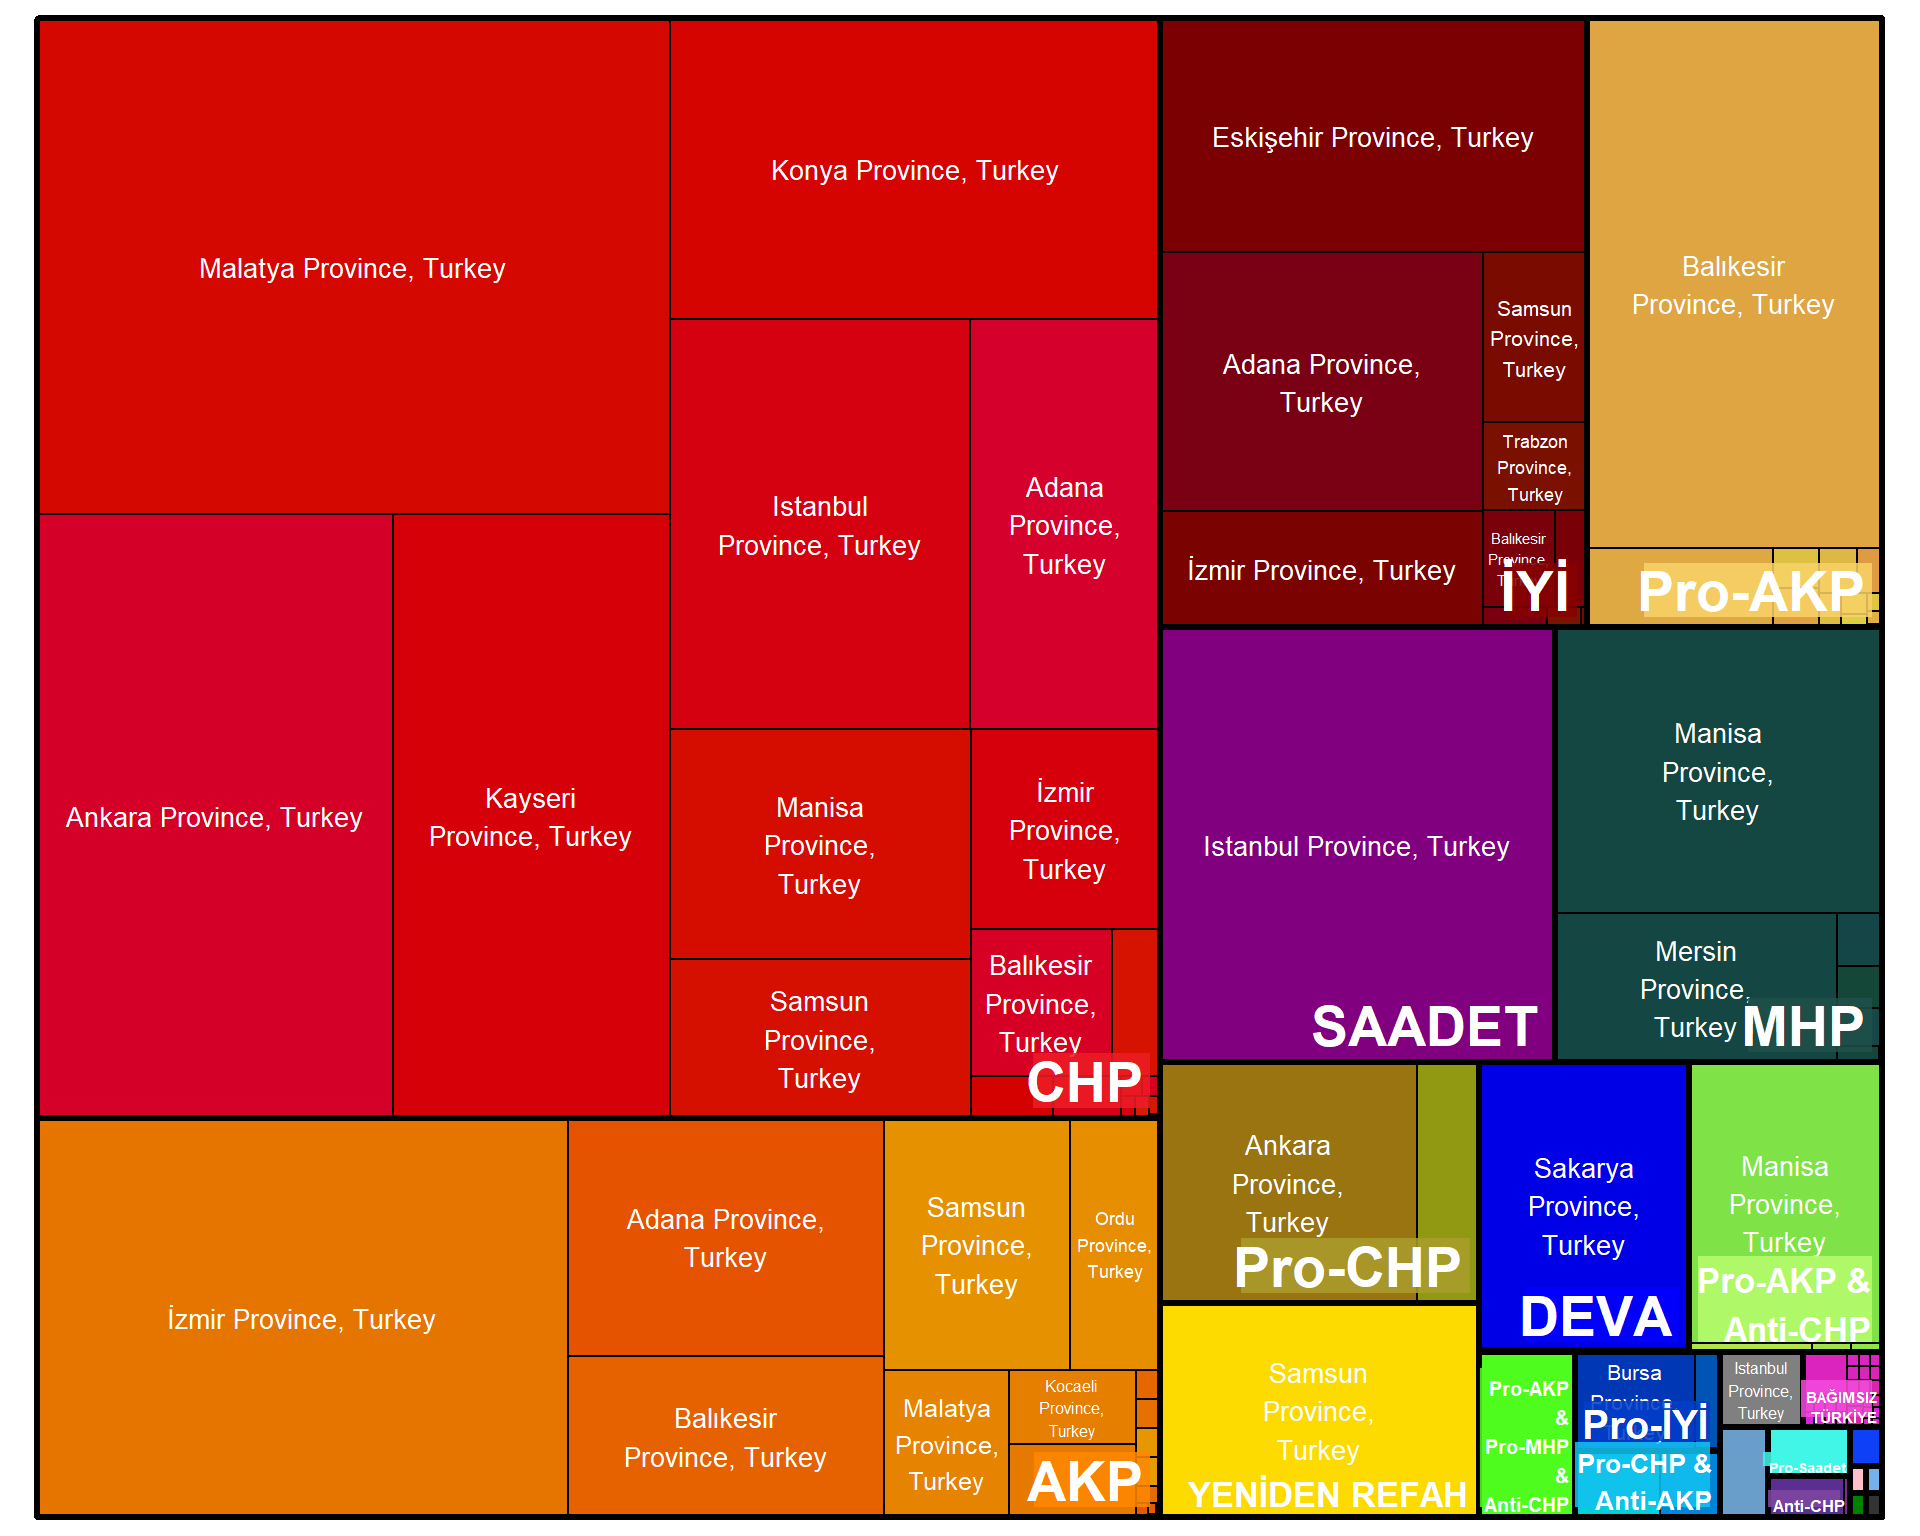 Malatya Province, Turkey
Konya Province, Turkey
Ankara Province, Turkey
Kayseri
Province, Turkey
Istanbul
Province, Turkey
Adana
Province,
Turkey
Manisa
Province,
Turkey
İzmir
Province,
Turkey
Samsun
Province,
Turkey
Balıkesir
Province,
Turkey
CHP
İzmir Province, Turkey
Adana Province,
Turkey
Balıkesir
Province, Turkey
Samsun
Province,
Turkey
Ordu
Province,
Turkey
Malatya
Province,
Turkey
Kocaeli
Province,
Turkey
AKP
Eskişehir Province, Turkey
Adana Province,
Turkey
Samsun
Province,
Turkey
Trabzon
Province,
Turkey
İzmir Province, Turkey
Balıkesir
Province,
İYİ
Balıkesir
Province, Turkey
Pro-AKP
Istanbul Province, Turkey
SAADET
Manisa
Province,
Turkey
Mersin
Province,
Turkey
MHP
Ankara
Province,
Turkey
Pro-CHP
Sakarya
Province,
Turkey
DEVA
Manisa
Province,
Turkey
Pro-AKP &
Anti-CHP
Samsun
Province,
Turkey
YENİDEN REFAH
Pro-AKP
&
Pro-MHP
&
Anti-CHP
Bursa
Province,
Pro-İYİ
Pro-CHP &
Anti-AKP
Istanbul
Province,
Turkey
BAĞIMSIZ
TÜRKİYE
Pro-Saadet
Anti-CHP